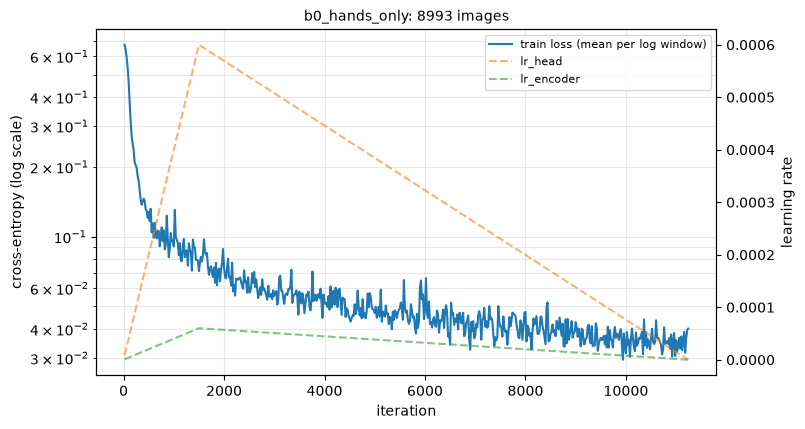 b0_hands_only: 8993 images
train loss (mean per log window)
lr_head
lr_encoder
cross-entropy (log scale)
6 × 10⁻¹
4 × 10⁻¹
3 × 10⁻¹
2 × 10⁻¹
10⁻¹
6 × 10⁻²
4 × 10⁻²
3 × 10⁻²
0.0006
0.0005
0.0004
0.0003
0.0002
0.0001
0.0000
learning rate
0 2000 4000 6000 8000 10000
iteration